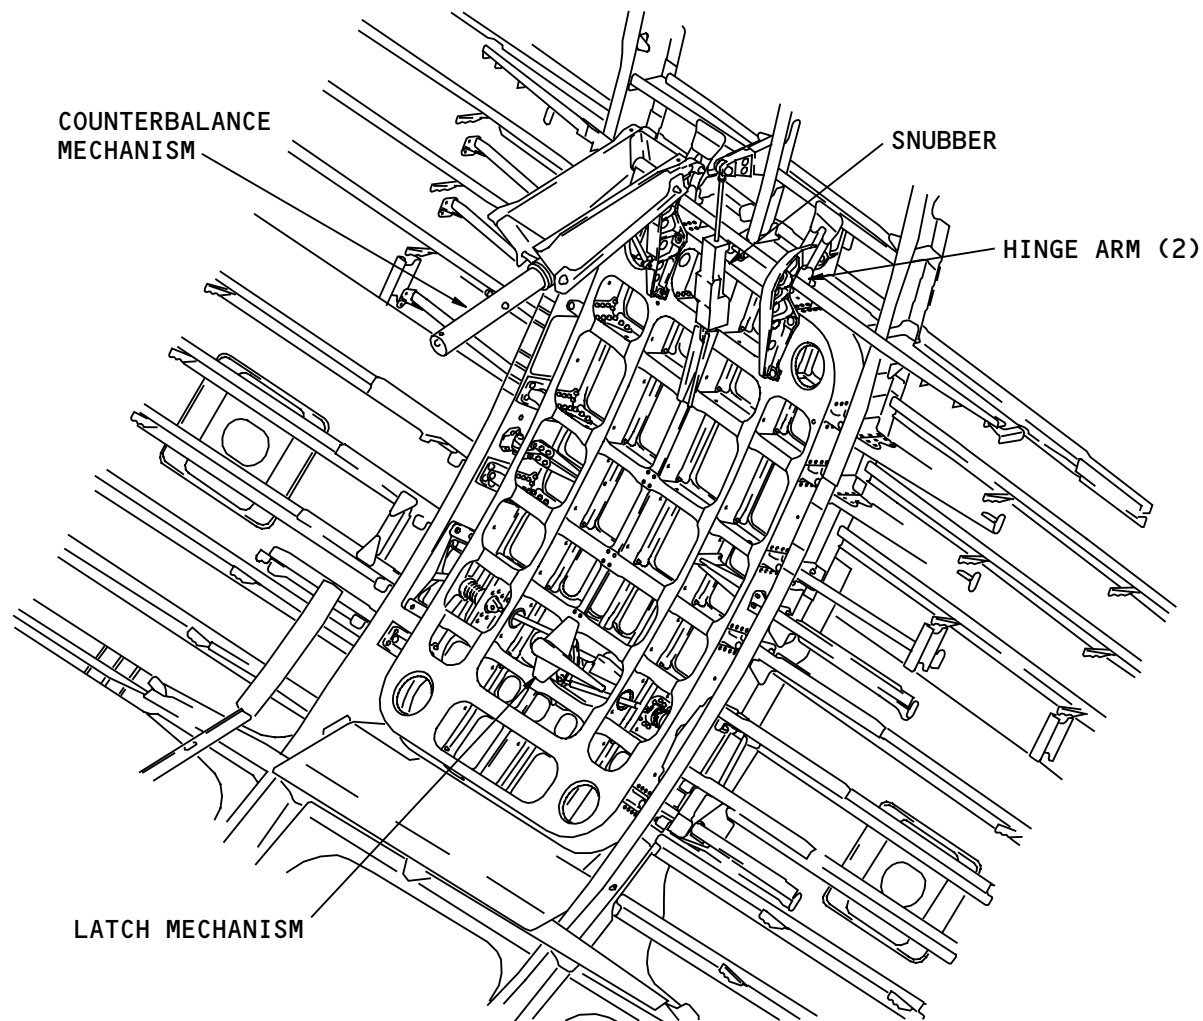 COUNTERBALANCE
MECHANISM
SNUBBER
HINGE ARM (2)
LATCH MECHANISM